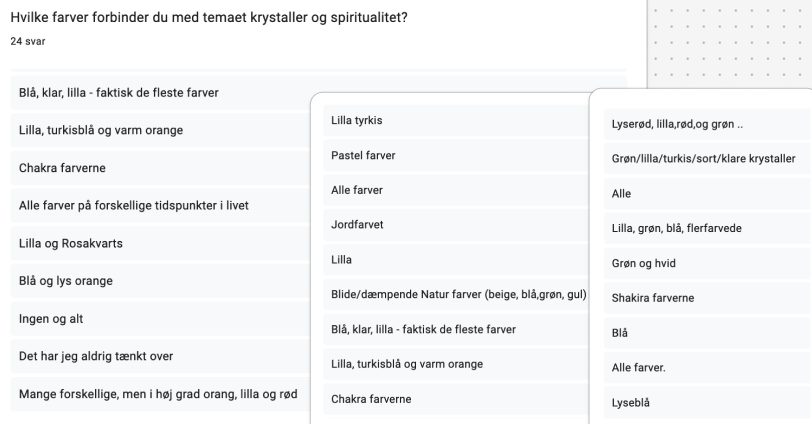 Hvilke farver forbinder du med temaet krystaller og spiritualitet?
24 svar
Blå, klar, lilla - faktisk de fleste farver
Lilla, turkisblå og varm orange
Chakra farverne
Alle farver på forskellige tidspunkter i livet
Lilla og Rosakvarts
Blå og lys orange
Ingen og alt
Det har jeg aldrig tænkt over
Mange forskellige, men i høj grad orang, lilla og rød
Lilla tyrkis
Pastel farver
Alle farver
Jordfarvet
Lilla
Blide/dæmpende Natur farver (beige, blå,grøn, gul)
Blå, klar, lilla - faktisk de fleste farver
Lilla, turkisblå og varm orange
Chakra farverne
Lyserød, lilla,rød,og grøn ..
Grøn/lilla/turkis/sort/klare krystaller
Alle
Lilla, grøn, blå, flerfarvede
Grøn og hvid
Shakira farverne
Blå
Alle farver.
Lyseblå